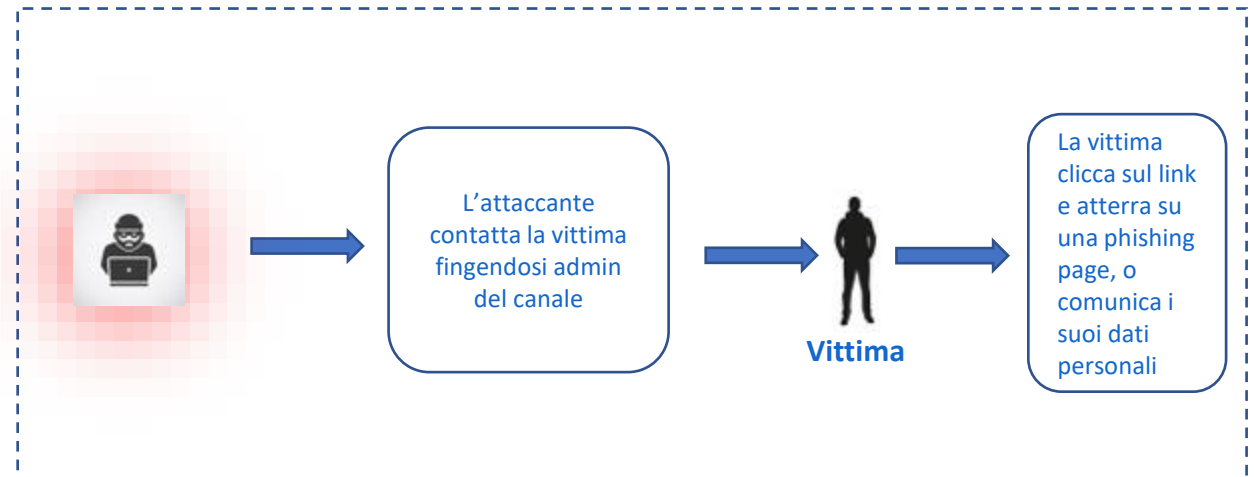 L’attaccante
contatta la vittima
fingendosi admin
del canale
Vittima
La vittima
clicca sul link
e atterra su
una phishing
page, o
comunica i
suoi dati
personali